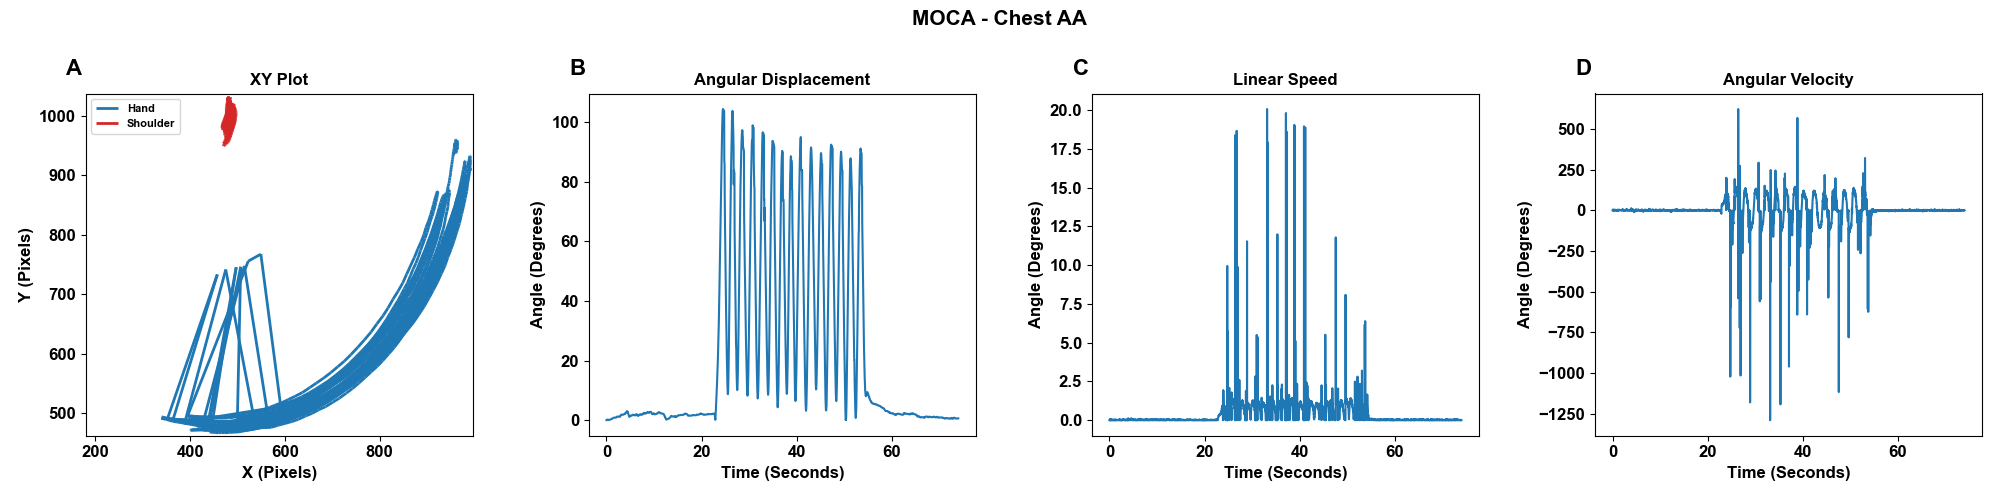 MOCA - Chest AA
A
XY Plot
Hand
Shoulder
1000
900
800
700
600
500
200
400
600
800
Y (Pixels)
X (Pixels)
B
Angular Displacement
100
80
60
40
20
0
0
20
40
60
Angle (Degrees)
Time (Seconds)
C
Linear Speed
20.0
17.5
15.0
12.5
10.0
7.5
5.0
2.5
0.0
0
20
40
60
Angle (Degrees)
Time (Seconds)
D
Angular Velocity
500
250
0
−250
−500
−750
−1000
−1250
0
20
40
60
Angle (Degrees)
Time (Seconds)